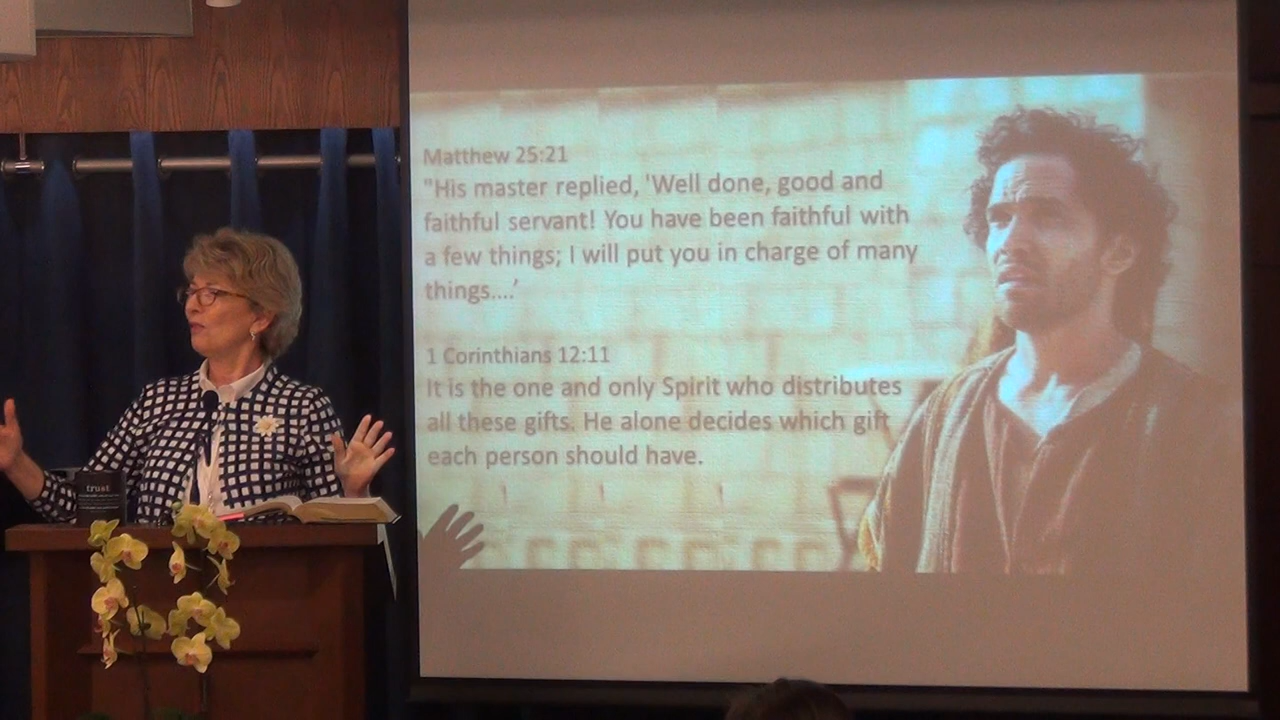 Matthew 25:21
"His master replied, 'Well done, good and
faithful servant! You have been faithful with
a few things; I will put you in charge of many
things....'
1 Corinthians 12:11
It is the one and only Spirit who distributes
all these gifts. He alone decides which gift
each person should have.
trust